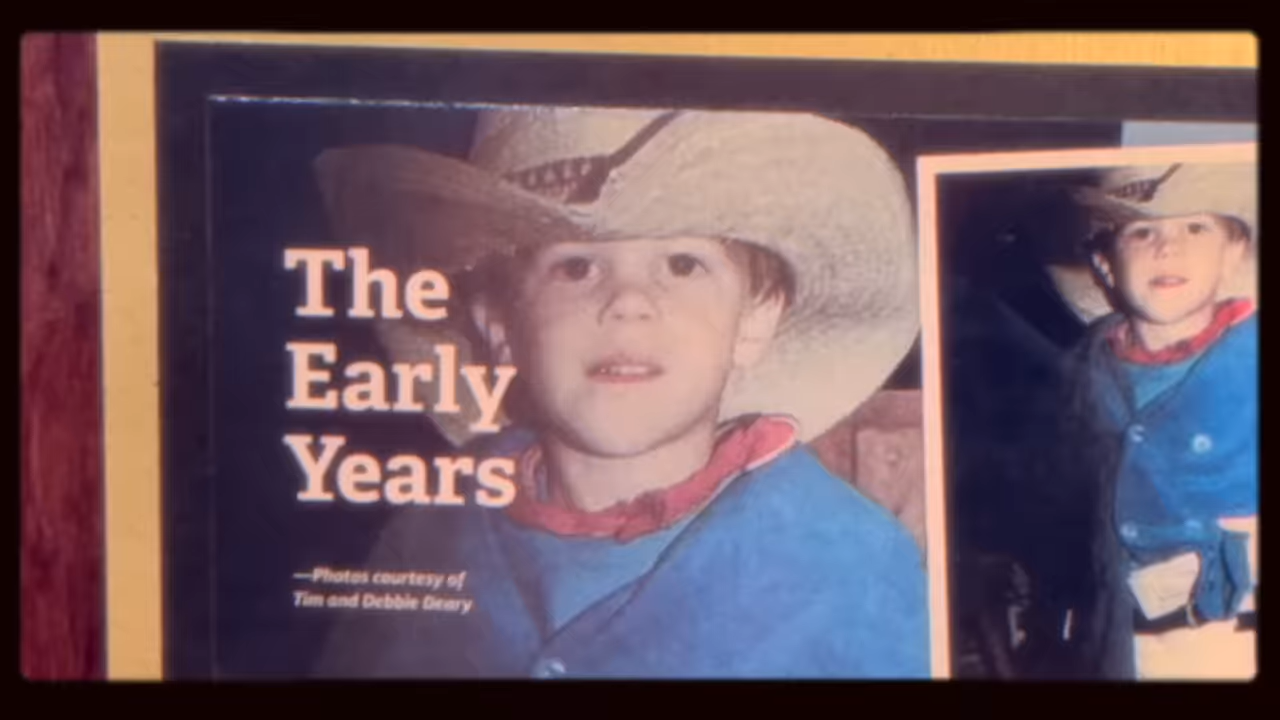 The
Early
Years
—Photos courtesy of
Tim and Debbie Deary